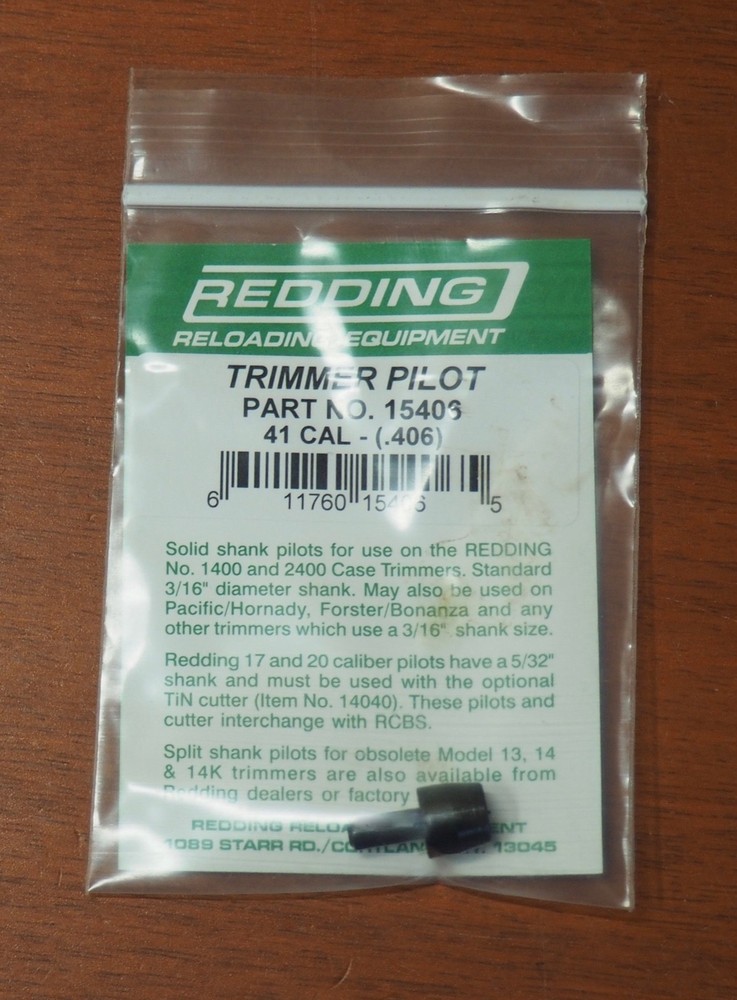 REDDING
RELOADING EQUIPMENT
TRIMMER PILOT
PART NO. 15406
41 CAL - (.406)
6 11760 15406 5
Solid shank pilots for use on the REDDING
No. 1400 and 2400 Case Trimmers. Standard
3/16" diameter shank. May also be used on
Pacific/Hornady, Forster/Bonanza and any
other trimmers which use a 3/16" shank size.
Redding 17 and 20 caliber pilots have a 5/32"
shank and must be used with the optional
TiN cutter (Item No. 14040). These pilots and
cutter interchange with RCBS.
Split shank pilots for obsolete Model 13, 14
& 14K trimmers are also available from
Redding dealers or factory
REDDING
1089 STARR RD./ 13045